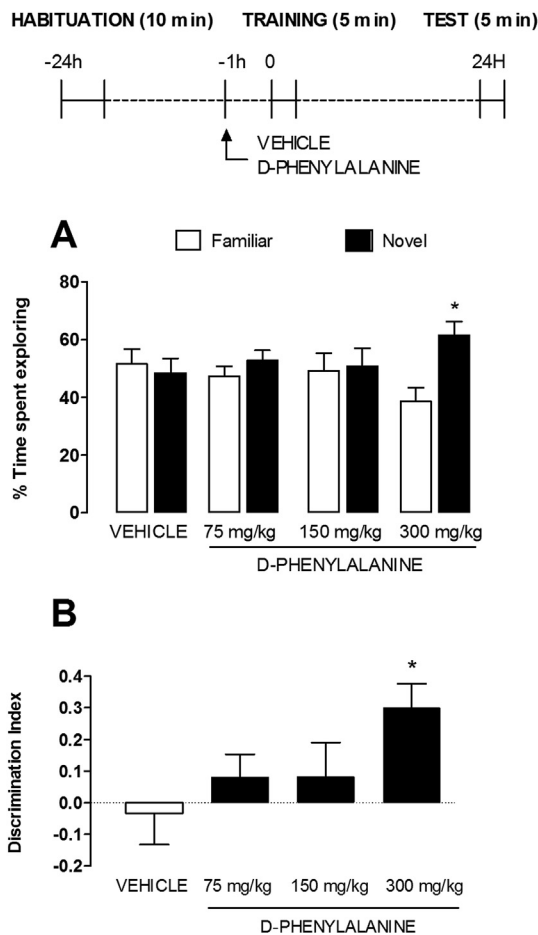 HABITUATION (10 min) TRAINING (5 min) TEST (5 min)
-24h -1h 0 24H
VEHICLE
D-PHENYLALANINE
A
Familiar Novel
% Time spent exploring
80
60
40
20
0
*
VEHICLE 75 mg/kg 150 mg/kg 300 mg/kg
D-PHENYLALANINE
B
Discrimination Index
0.4
0.3
0.2
0.1
0.0
-0.1
-0.2
*
VEHICLE 75 mg/kg 150 mg/kg 300 mg/kg
D-PHENYLALANINE